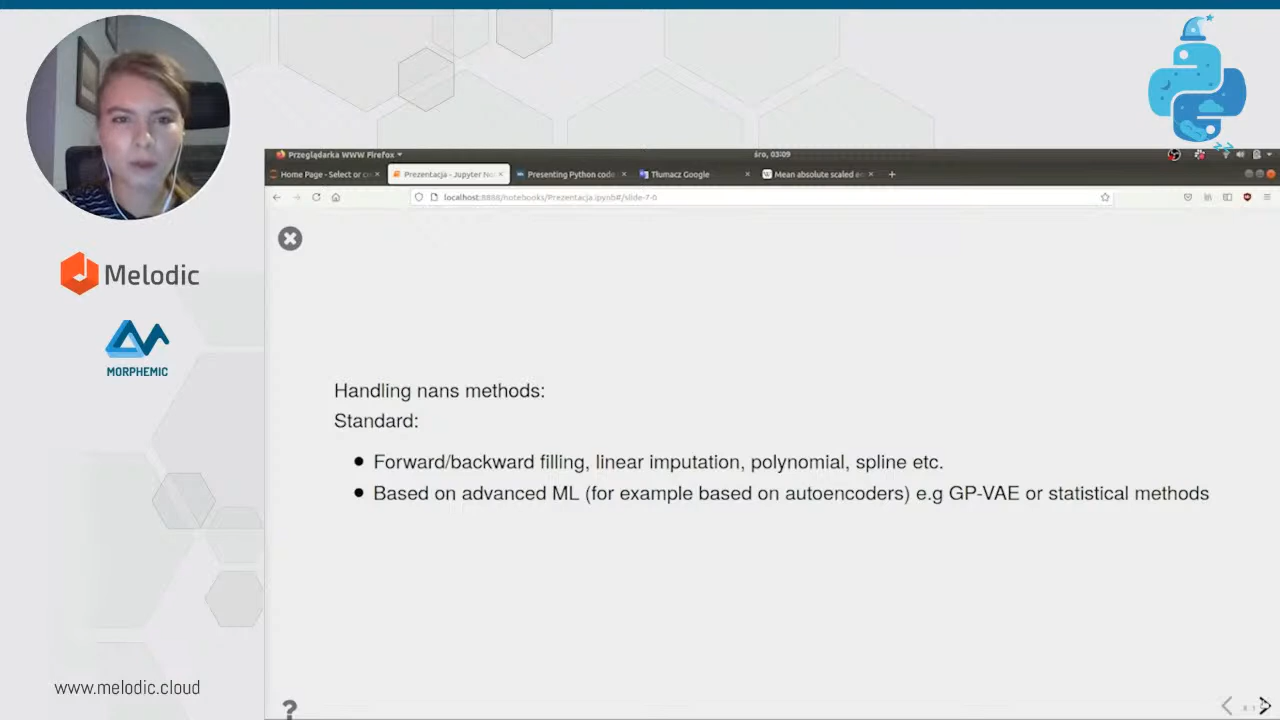 Przeglądarka WWW Firefox
śro, 03:09
Home Page - Select or cr
Prezentacja - Jupyter No
Presenting Python code
Tłumacz Google
Mean absolute scaled e
localhost:8888/notebooks/Prezentacja.ipynb#/slide-7-0
Melodic
MORPHEMIC
Handling nans methods:
Standard:
Forward/backward filling, linear imputation, polynomial, spline etc.
Based on advanced ML (for example based on autoencoders) e.g GP-VAE or statistical methods
www.melodic.cloud
?